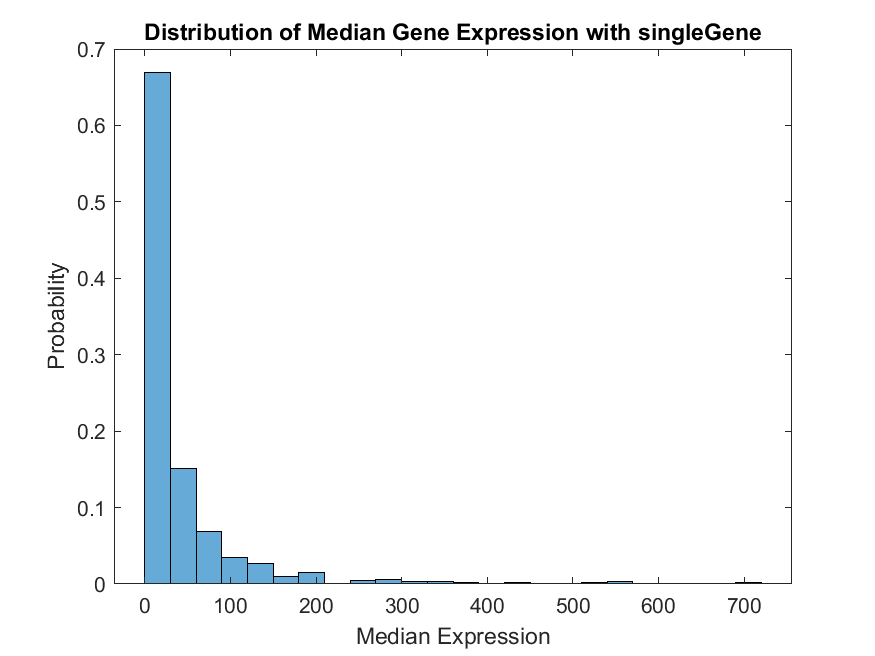 Distribution of Median Gene Expression with singleGene
0.7
0.6
0.5
0.4
0.3
0.2
0.1
0
Probability
0 100 200 300 400 500 600 700
Median Expression